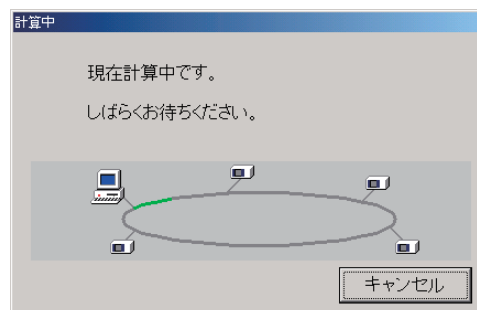 計算中
現在計算中です。
しばらくお待ちください。
キャンセル